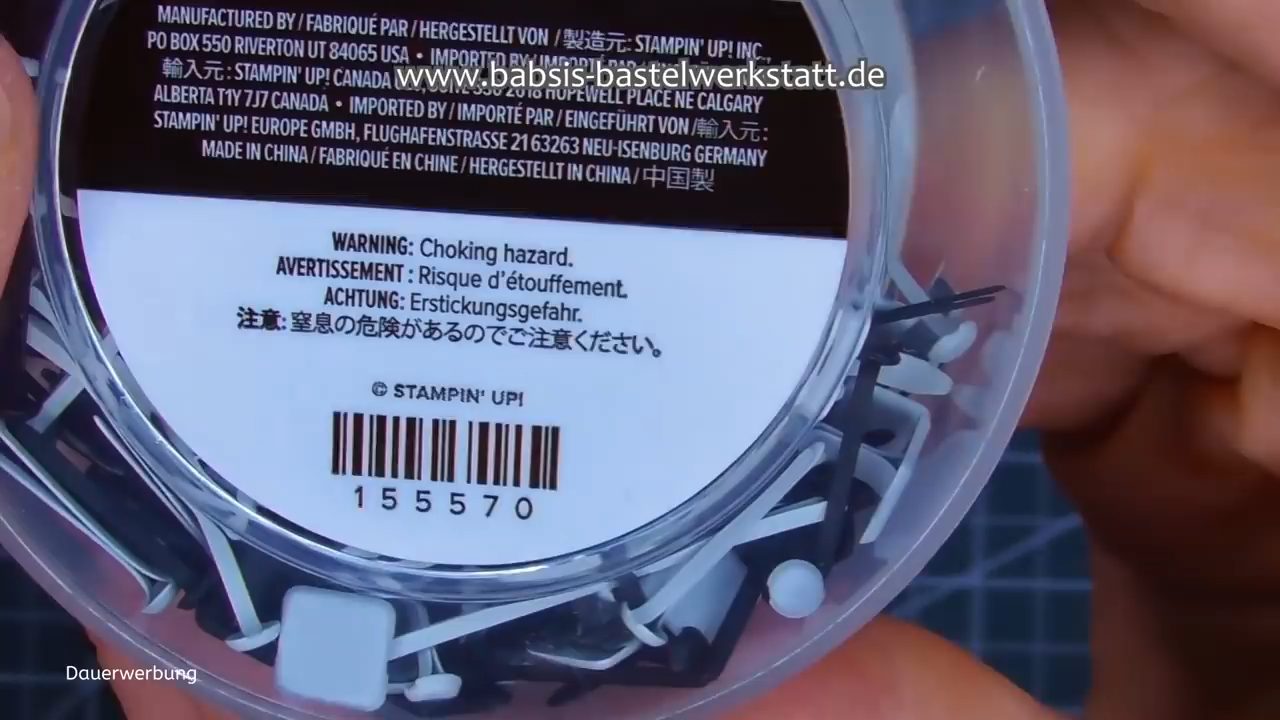 MANUFACTURED BY / FABRIQUÉ PAR / HERGESTELLT VON / 製造元: STAMPIN' UP! INC.,
PO BOX 550 RIVERTON UT 84065 USA • IMPORTED BY
www.babsis-bastelwerkstatt.de
輸入元: STAMPIN' UP! CANADA HOPEWELL PLACE NE CALGARY
ALBERTA T1Y 7J7 CANADA • IMPORTED BY / IMPORTÉ PAR / EINGEFÜHRT VON /輸入元:
STAMPIN' UP! EUROPE GMBH, FLUGHAFENSTRASSE 21 63263 NEU-ISENBURG GERMANY
MADE IN CHINA / FABRIQUÉ EN CHINE / HERGESTELLT IN CHINA / 中国製
WARNING: Choking hazard.
AVERTISSEMENT : Risque d'étouffement.
ACHTUNG: Erstickungsgefahr.
注意: 窒息の危険があるのでご注意ください。
© STAMPIN' UP!
155570
Dauerwerbung